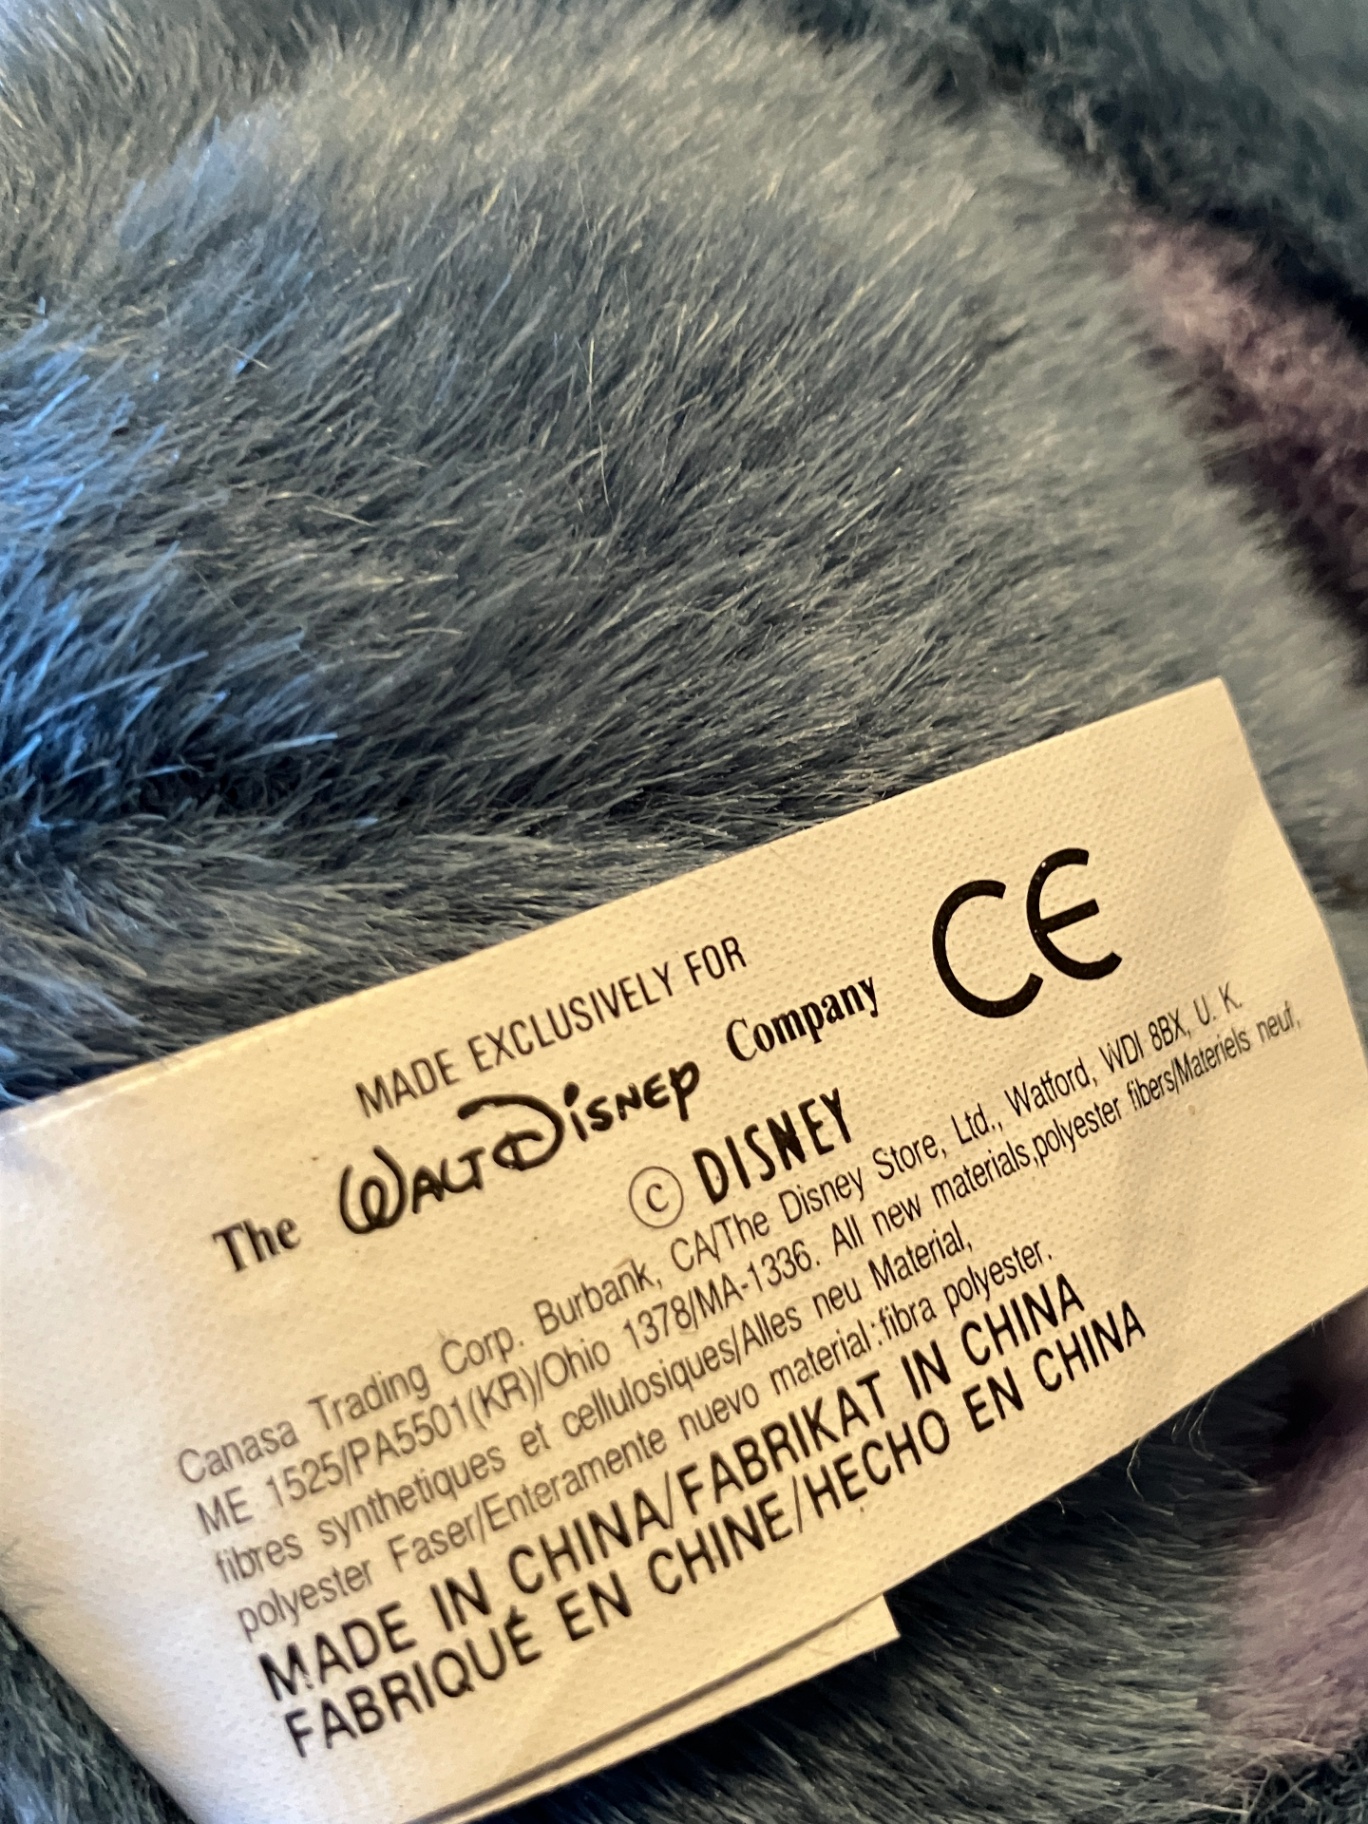 MADE EXCLUSIVELY FOR
The WALT DISNEY Company CE
© DISNEY
Canasa Trading Corp. Burbank, CA/The Disney Store, Ltd., Watford, WDI 8BX, U. K.
ME 1525/PA5501(KR)/Ohio 1378/MA-1336. All new materials,polyester fibers/Materiels neuf,
fibres synthetiques et cellulosiques/Alles neu Material,
polyester Faser/Enteramente nuevo material:fibra polyester.
MADE IN CHINA/FABRIKAT IN CHINA
FABRIQUÉ EN CHINE/HECHO EN CHINA